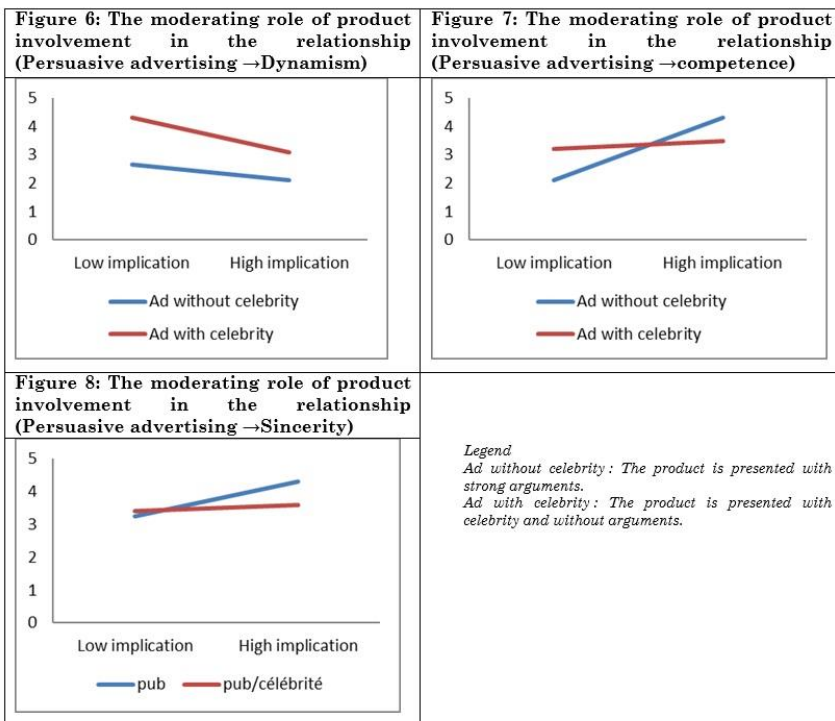 Figure 6: The moderating role of product
involvement in the relationship
(Persuasive advertising →Dynamism)
5
4
3
2
1
0
Low implication High implication
Ad without celebrity
Ad with celebrity
Figure 7: The moderating role of product
involvement in the relationship
(Persuasive advertising →competence)
5
4
3
2
1
0
Low implication High implication
Ad without celebrity
Ad with celebrity
Figure 8: The moderating role of product
involvement in the relationship
(Persuasive advertising →Sincerity)
5
4
3
2
1
0
Low implication High implication
pub pub/célébrité
Legend
Ad without celebrity : The product is presented with
strong arguments.
Ad with celebrity : The product is presented with
celebrity and without arguments.